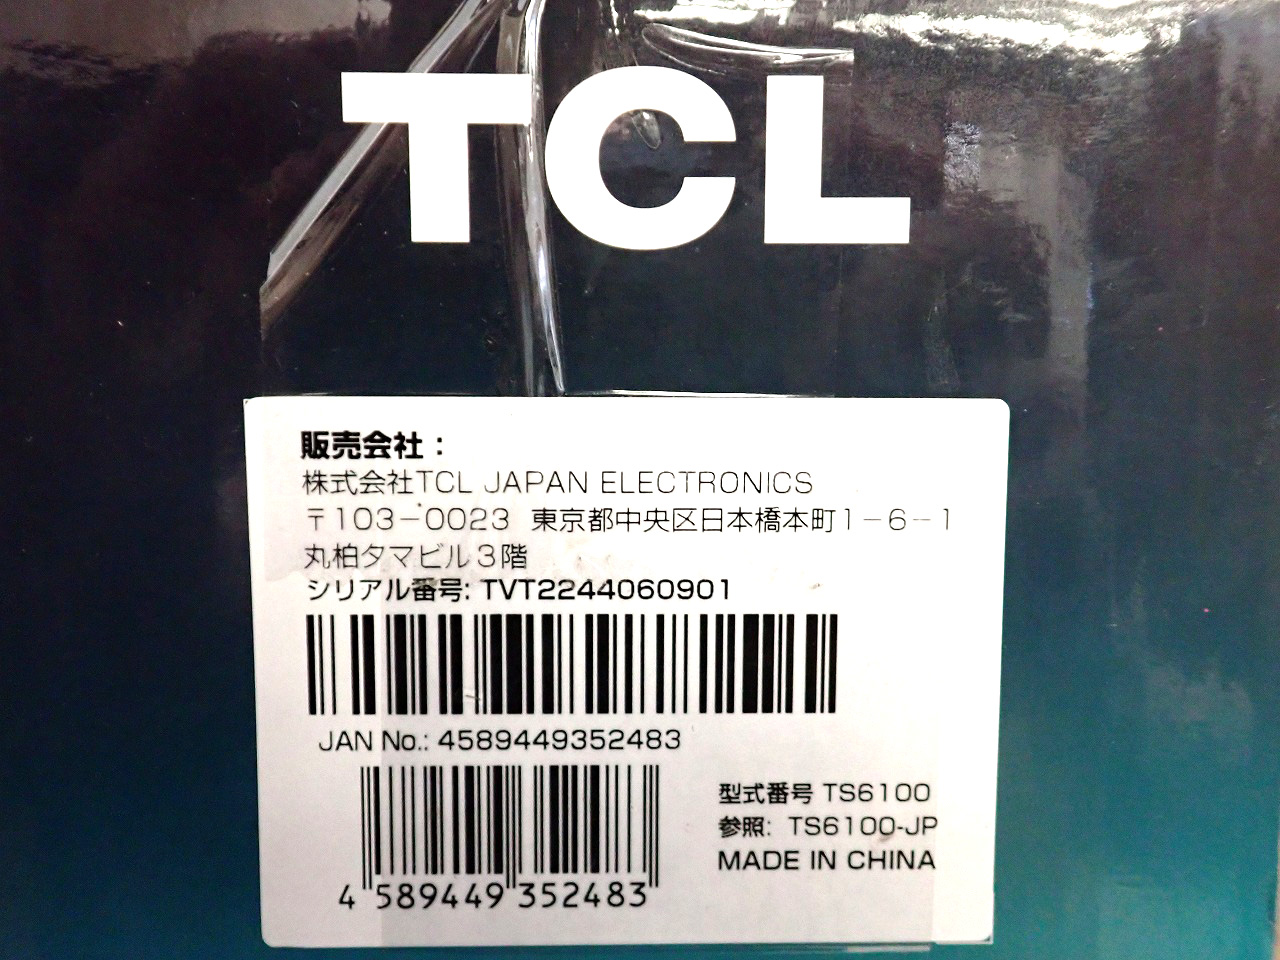 TCL
販売会社：
株式会社TCL JAPAN ELECTRONICS
〒103－0023 東京都中央区日本橋本町1－6－1
丸柏タマビル3階
シリアル番号: TVT2244060901
JAN No.: 4589449352483
4 589449 352483
型式番号 TS6100
参照: TS6100-JP
MADE IN CHINA